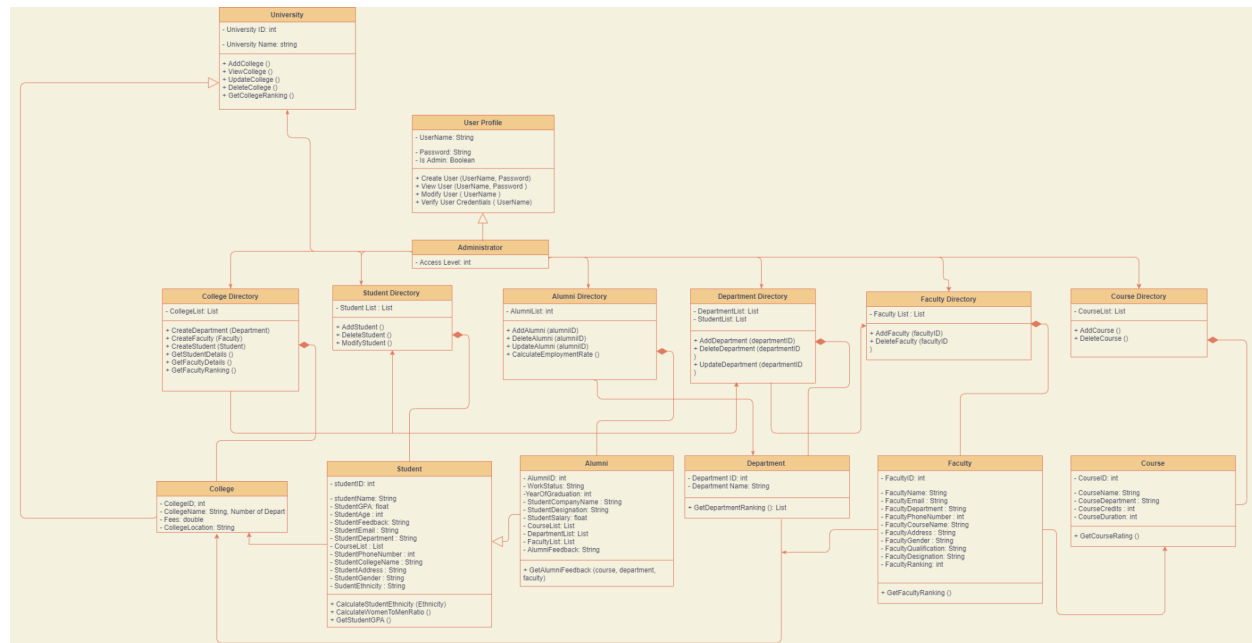 University
- University ID: int
- University Name: string
+ AddCollege ()
+ ViewCollege ()
+ UpdateCollege ()
+ DeleteCollege ()
+ GetCollegeRanking ()
User Profile
- UserName: String
- Password: String
- Is Admin: Boolean
+ Create User (UserName, Password)
+ View User (UserName, Password )
+ Modify User ( UserName )
+ Verify User Credentials ( UserName)
Administrator
- Access Level: int
College Directory
- CollegeList: List
+ CreateDepartment (Department)
+ CreateFaculty (Faculty)
+ CreateStudent (Student)
+ GetStudentDetails ()
+ GetFacultyDetails ()
+ GetFacultyRanking ()
Student Directory
- Student List : List
+ AddStudent ()
+ DeleteStudent ()
+ ModifyStudent ()
Alumni Directory
- AlumniList: int
+ AddAlumni (alumniID)
+ DeleteAlumni (alumniID)
+ UpdateAlumni (alumniID)
+ CalculateEmploymentRate ()
Department Directory
- DepartmentList: List
- StudentList: List
+ AddDepartment (departmentID)
+ DeleteDepartment (departmentID
)
+ UpdateDepartment (departmentID
)
Faculty Directory
- Faculty List : List
+ AddFaculty (facultyID)
+ DeleteFaculty (facultyID
)
Course Directory
- CourseList: List
+ AddCourse ()
+ DeleteCourse ()
College
- CollegeID: int
- CollegeName: String, Number of Depart
- Fees: double
- CollegeLocation: String
Student
- studentID: int
- studentName: String
- StudentGPA: float
- StudentAge : int
- StudentFeedback: String
- StudentEmail : String
- StudentDepartment : String
- CourseList : List
- StudentPhoneNumber : int
- StudentCollegeName : String
- StudentAddress : String
- StudentGender : String
- SudentEthnicity : String
+ CalculateStudentEthnicity (Ethnicity)
+ CalculateWomenToMenRatio ()
+ GetStudentGPA ()
Alumni
- AlumniID: int
- WorkStatus: String
-YearOfGraduation: int
- StudentCompanyName : String
- StudentDesignation: String
- StudentSalary: float
- CourseList: List
- DepartmentList: List
- FacultyList: List
- AlumniFeedback: String
+ GetAlumniFeedback (course, department,
faculty)
Department
- Department ID: int
- Department Name: String
+ GetDepartmentRanking (): List
Faculty
- FacultyID: int
- FacultyName: String
- FacultyEmail : String
- FacultyDepartment : String
- FacultyPhoneNumber : int
- FacultyCourseName : String
- FacultyAddress : String
- FacultyGender : String
- FacultyQualification : String
- FacultyDesignation: String
- FacultyRanking: int
+ GetFacultyRanking ()
Course
- CourseID: int
- CourseName: String
- CourseDepartment : String
- CourseCredits : int
- CourseDuration: int
+ GetCourseRating ()